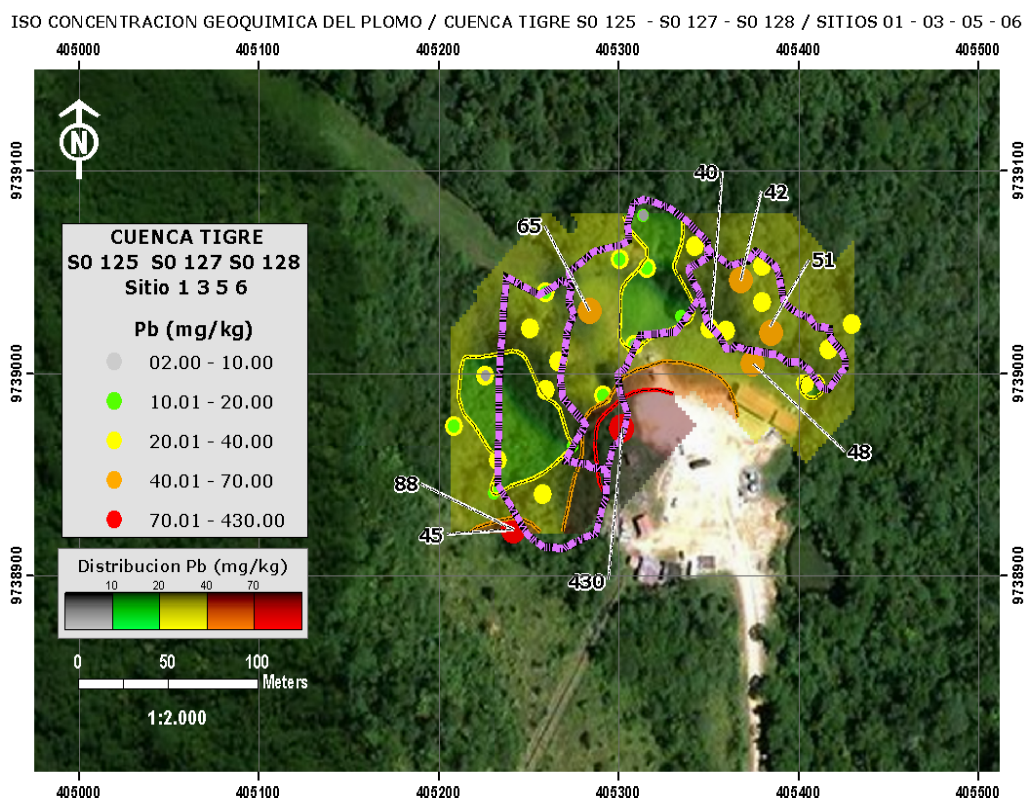 ISO CONCENTRACION GEOQUIMICA DEL PLOMO / CUENCA TIGRE S0 125 - S0 127 - S0 128 / SITIOS 01 - 03 - 05 - 06
405000 405100 405200 405300 405400 405500
9739100 9739100
9739000 9739000
9738900 9738900
N
CUENCA TIGRE
S0 125 S0 127 S0 128
Sitio 1 3 5 6
Pb (mg/kg)
02.00 - 10.00
10.01 - 20.00
20.01 - 40.00
40.01 - 70.00
70.01 - 430.00
Distribucion Pb (mg/kg)
10 20 40 70
0 50 100
Meters
1:2.000
40
42
65
51
48
88
45
430
405000 405100 405200 405300 405400 405500